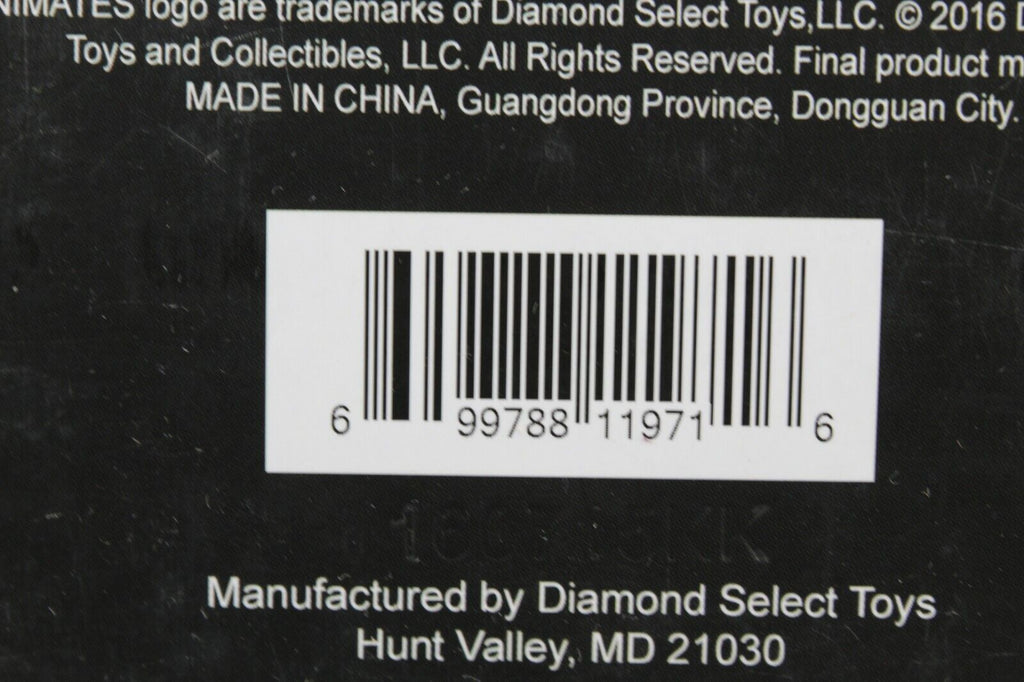 NIMATES logo are trademarks of Diamond Select Toys,LLC. © 2016
Toys and Collectibles, LLC. All Rights Reserved. Final product
MADE IN CHINA, Guangdong Province, Dongguan City.
6 99788 11971 6
Manufactured by Diamond Select Toys
Hunt Valley, MD 21030